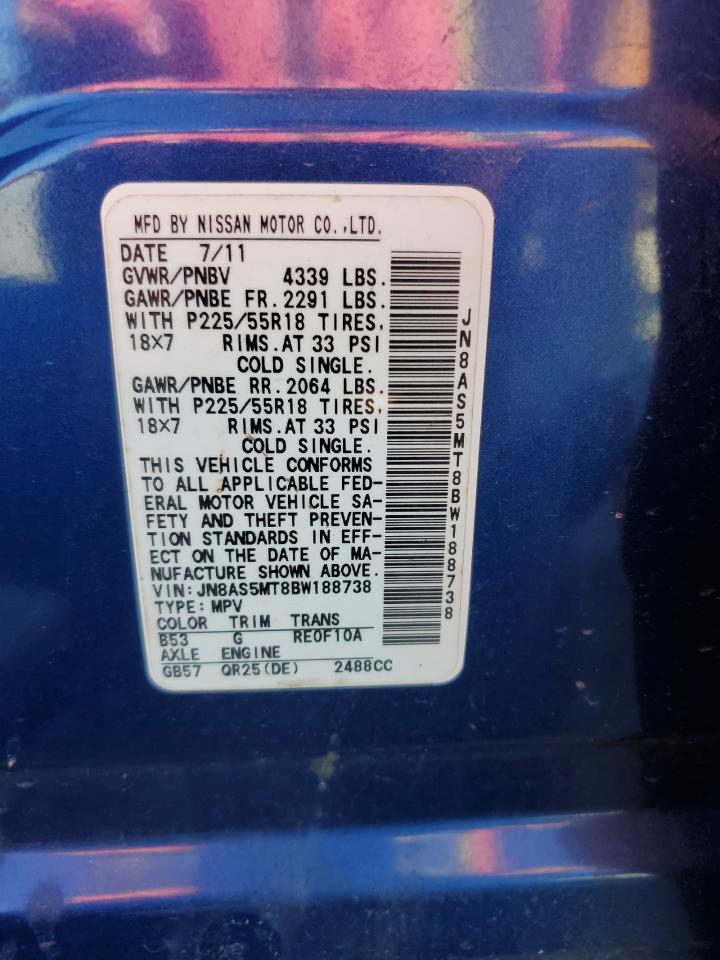 MFD BY NISSAN MOTOR CO.,LTD.
DATE 7/11
GVWR/PNBV 4339 LBS.
GAWR/PNBE FR.2291 LBS.
WITH P225/55R18 TIRES,
18X7 RIMS.AT 33 PSI
COLD SINGLE.
GAWR/PNBE RR.2064 LBS.
WITH P225/55R18 TIRES,
18X7 RIMS.AT 33 PSI
COLD SINGLE.
THIS VEHICLE CONFORMS
TO ALL APPLICABLE FED-
ERAL MOTOR VEHICLE SA-
FETY AND THEFT PREVEN-
TION STANDARDS IN EFF-
ECT ON THE DATE OF MA-
NUFACTURE SHOWN ABOVE.
VIN:JN8AS5MT8BW188738
TYPE:MPV
COLOR TRIM TRANS
B53 G RE0F10A
AXLE ENGINE
GB57 QR25(DE) 2488CC
JN8AS5MT8BW188738